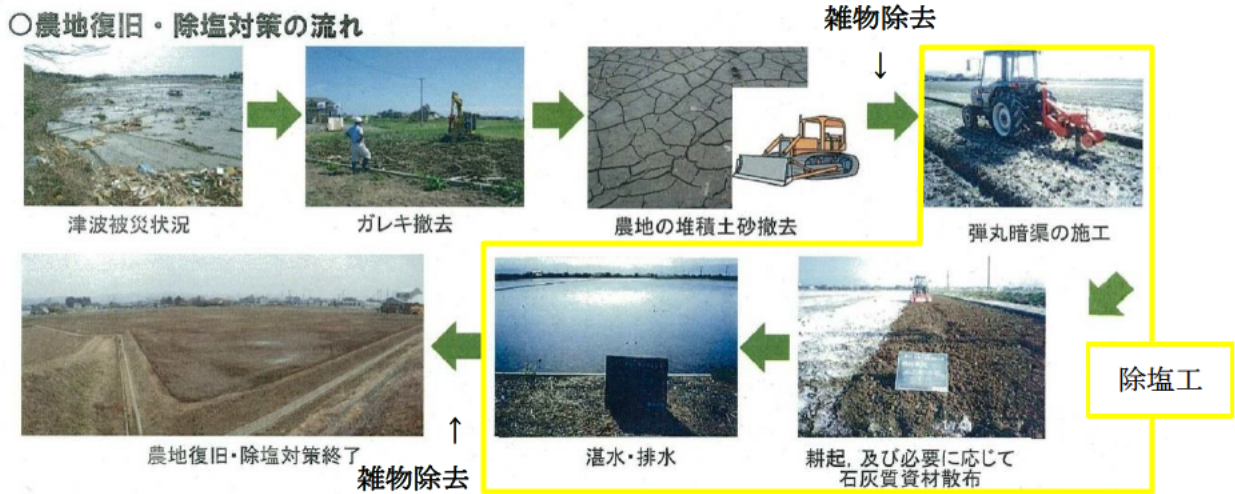 ○農地復旧・除塩対策の流れ
雑物除去
↓
津波被災状況
ガレキ撤去
農地の堆積土砂撤去
弾丸暗渠の施工
除塩工
耕起，及び必要に応じて
石灰質資材散布
湛水・排水
↑
雑物除去
農地復旧・除塩対策終了